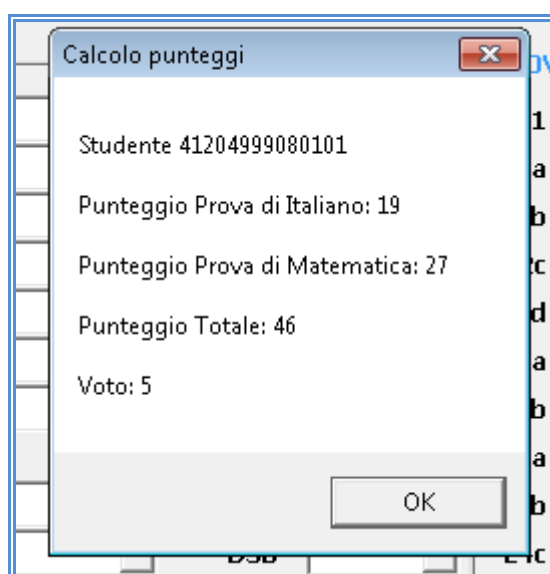 Calcolo punteggi
Studente 41204999080101
Punteggio Prova di Italiano: 19
Punteggio Prova di Matematica: 27
Punteggio Totale: 46
Voto: 5
OK
1
a
b
c
d
a
b
a
b